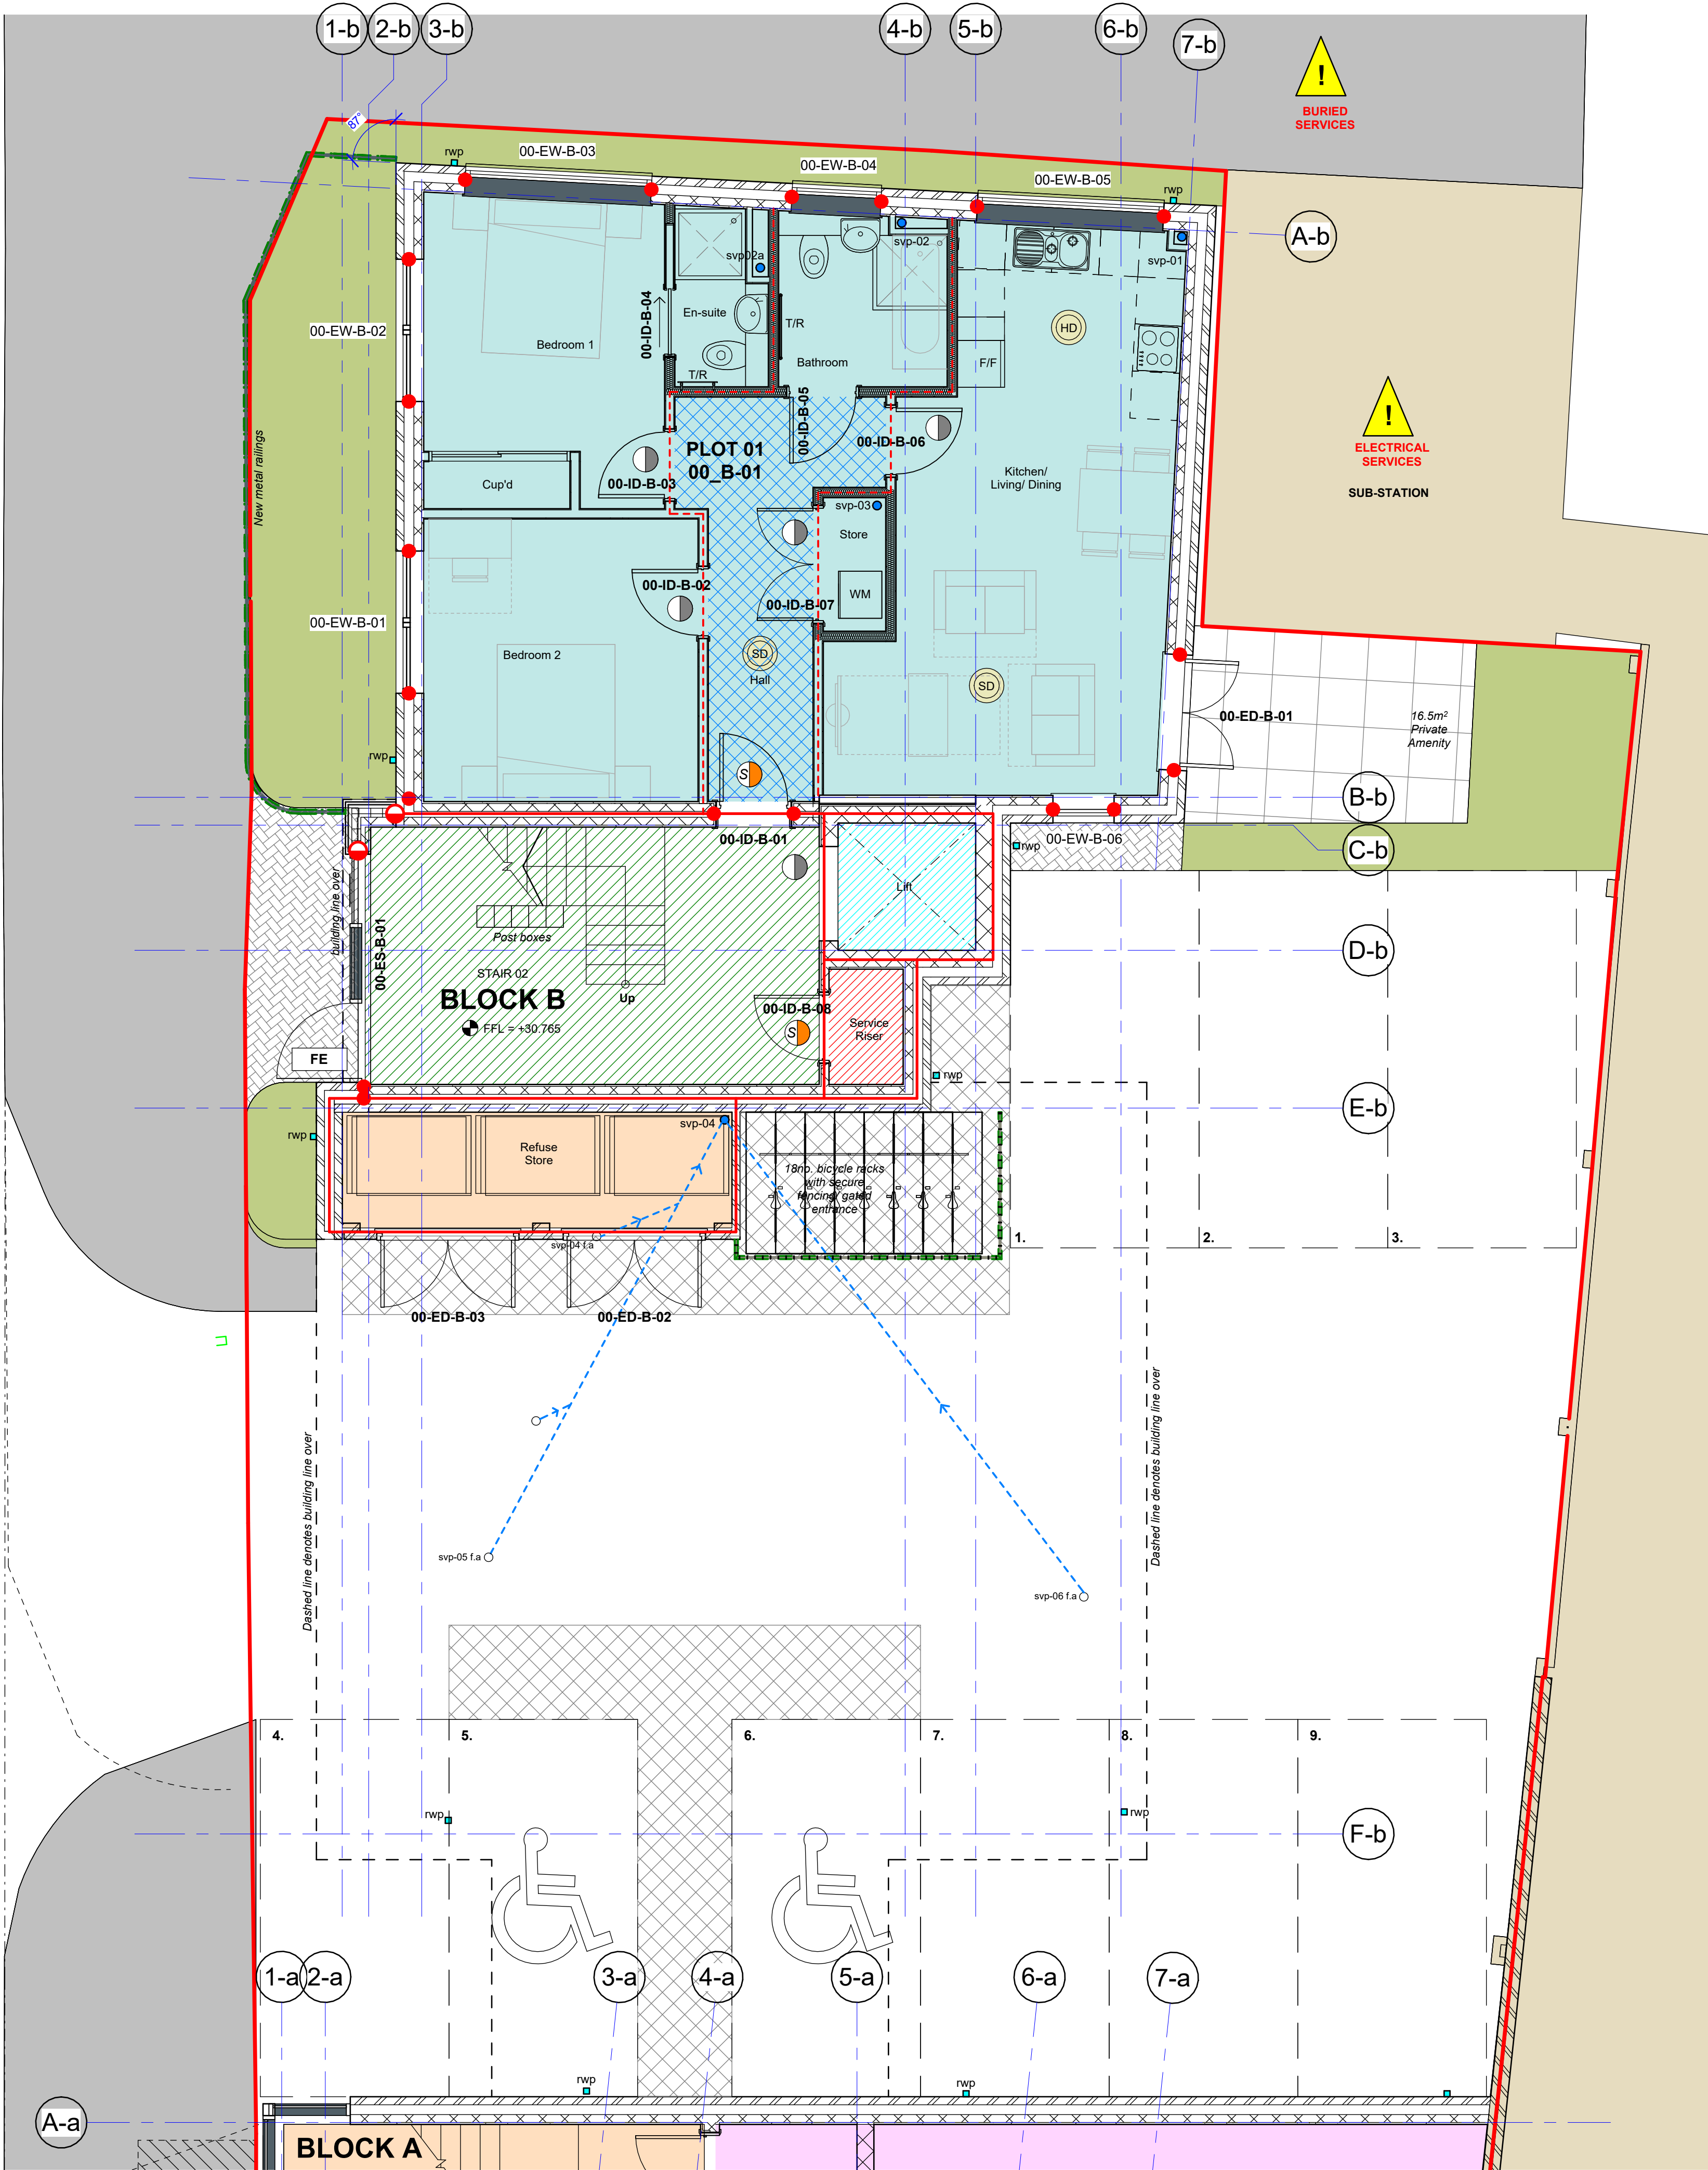 1-b
2-b
3-b
4-b
5-b
6-b
7-b
!
BURIED
SERVICES
87°
rwp
00-EW-B-03
00-EW-B-04
00-EW-B-05
rwp
A-b
svp-02
svp02a
svp-01
00-EW-B-02
Bedroom 1
00-ID-B-04
En-suite
T/R
T/R
Bathroom
HD
F/F
!
ELECTRICAL
SERVICES
SUB-STATION
New metal railings
PLOT 01
00_B-01
00-ID-B-05
00-ID-B-06
Kitchen/
Living/ Dining
Cup'd
00-ID-B-03
svp-03
Store
WM
00-ID-B-02
00-ID-B-07
00-EW-B-01
Bedroom 2
SD
Hall
SD
00-ED-B-01
16.5m²
Private
Amenity
rwp
S
B-b
00-ID-B-01
00-EW-B-06
rwp
C-b
Lift
building line over
00-ES-B-01
Post boxes
D-b
STAIR 02
BLOCK B
FFL = +30.765
Up
00-ID-B-08
S
Service
Riser
FE
rwp
E-b
rwp
Refuse
Store
svp-04
18no. bicycle racks
with secure
fencing/ gated
entrance
svp-04 f.a
1.
2.
3.
00-ED-B-03
00-ED-B-02
Dashed line denotes building line over
Dashed line denotes building line over
svp-05 f.a
svp-06 f.a
4.
5.
6.
7.
8.
9.
rwp
rwp
F-b
1-a
2-a
3-a
4-a
5-a
6-a
7-a
rwp
rwp
A-a
BLOCK A